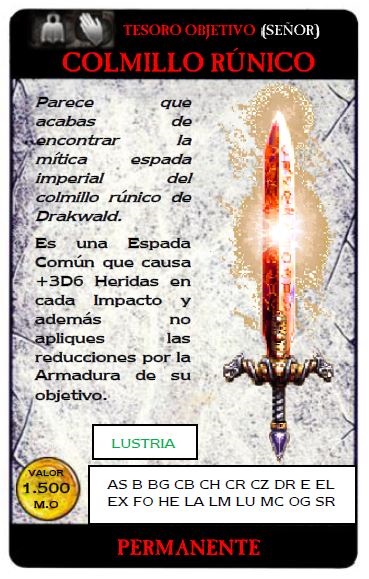 TESORO OBJETIVO (SEÑOR)
COLMILLO RÚNICO
Parece que
acabas de
encontrar la
mítica espada
imperial del
colmillo rúnico de
Drakwald.
Es una Espada
Común que causa
+3D6 Heridas en
cada Impacto y
además no
apliques las
reducciones por la
Armadura de su
objetivo.
LUSTRIA
VALOR
1.500
M.O
AS B BG CB CH CR CZ DR E EL
EX FO HE LA LM LU MC OG SR
PERMANENTE